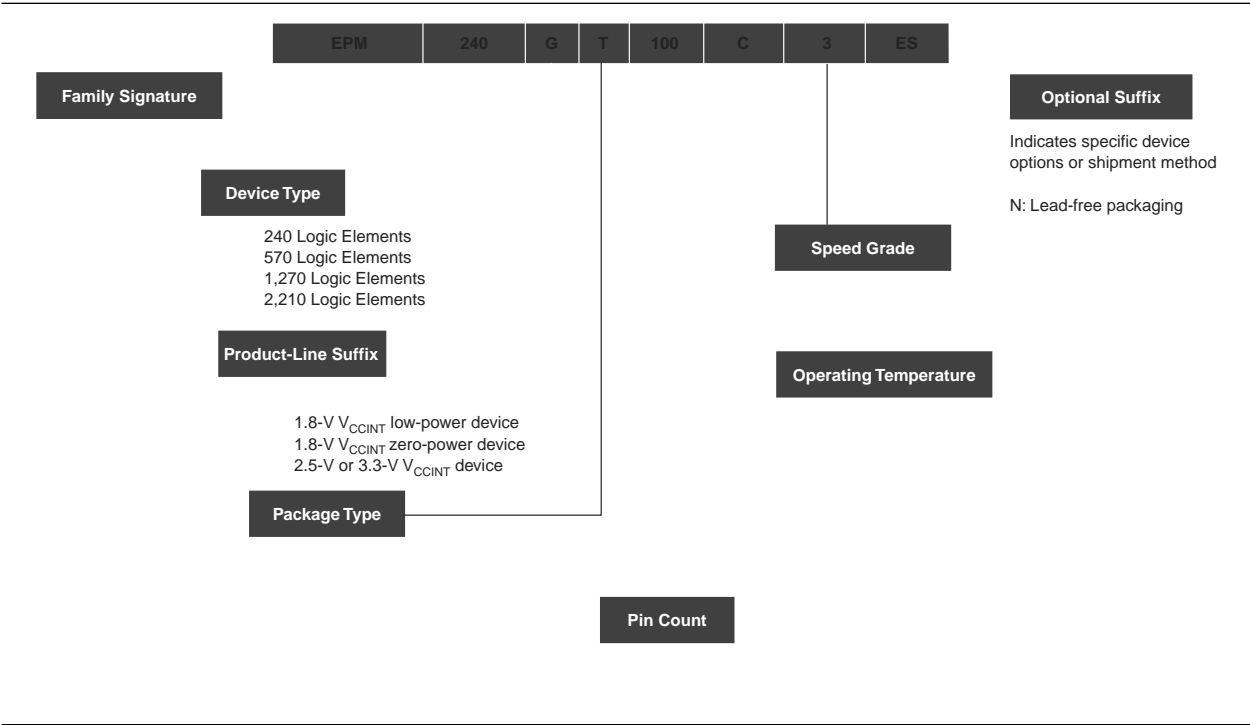 EPM 240 G T 100 C 3 ES
Family Signature
Optional Suffix
Indicates specific device
options or shipment method
N: Lead-free packaging
Device Type
240 Logic Elements
570 Logic Elements
1,270 Logic Elements
2,210 Logic Elements
Speed Grade
Product-Line Suffix
Operating Temperature
1.8-V VCCINT low-power device
1.8-V VCCINT zero-power device
2.5-V or 3.3-V VCCINT device
Package Type
Pin Count